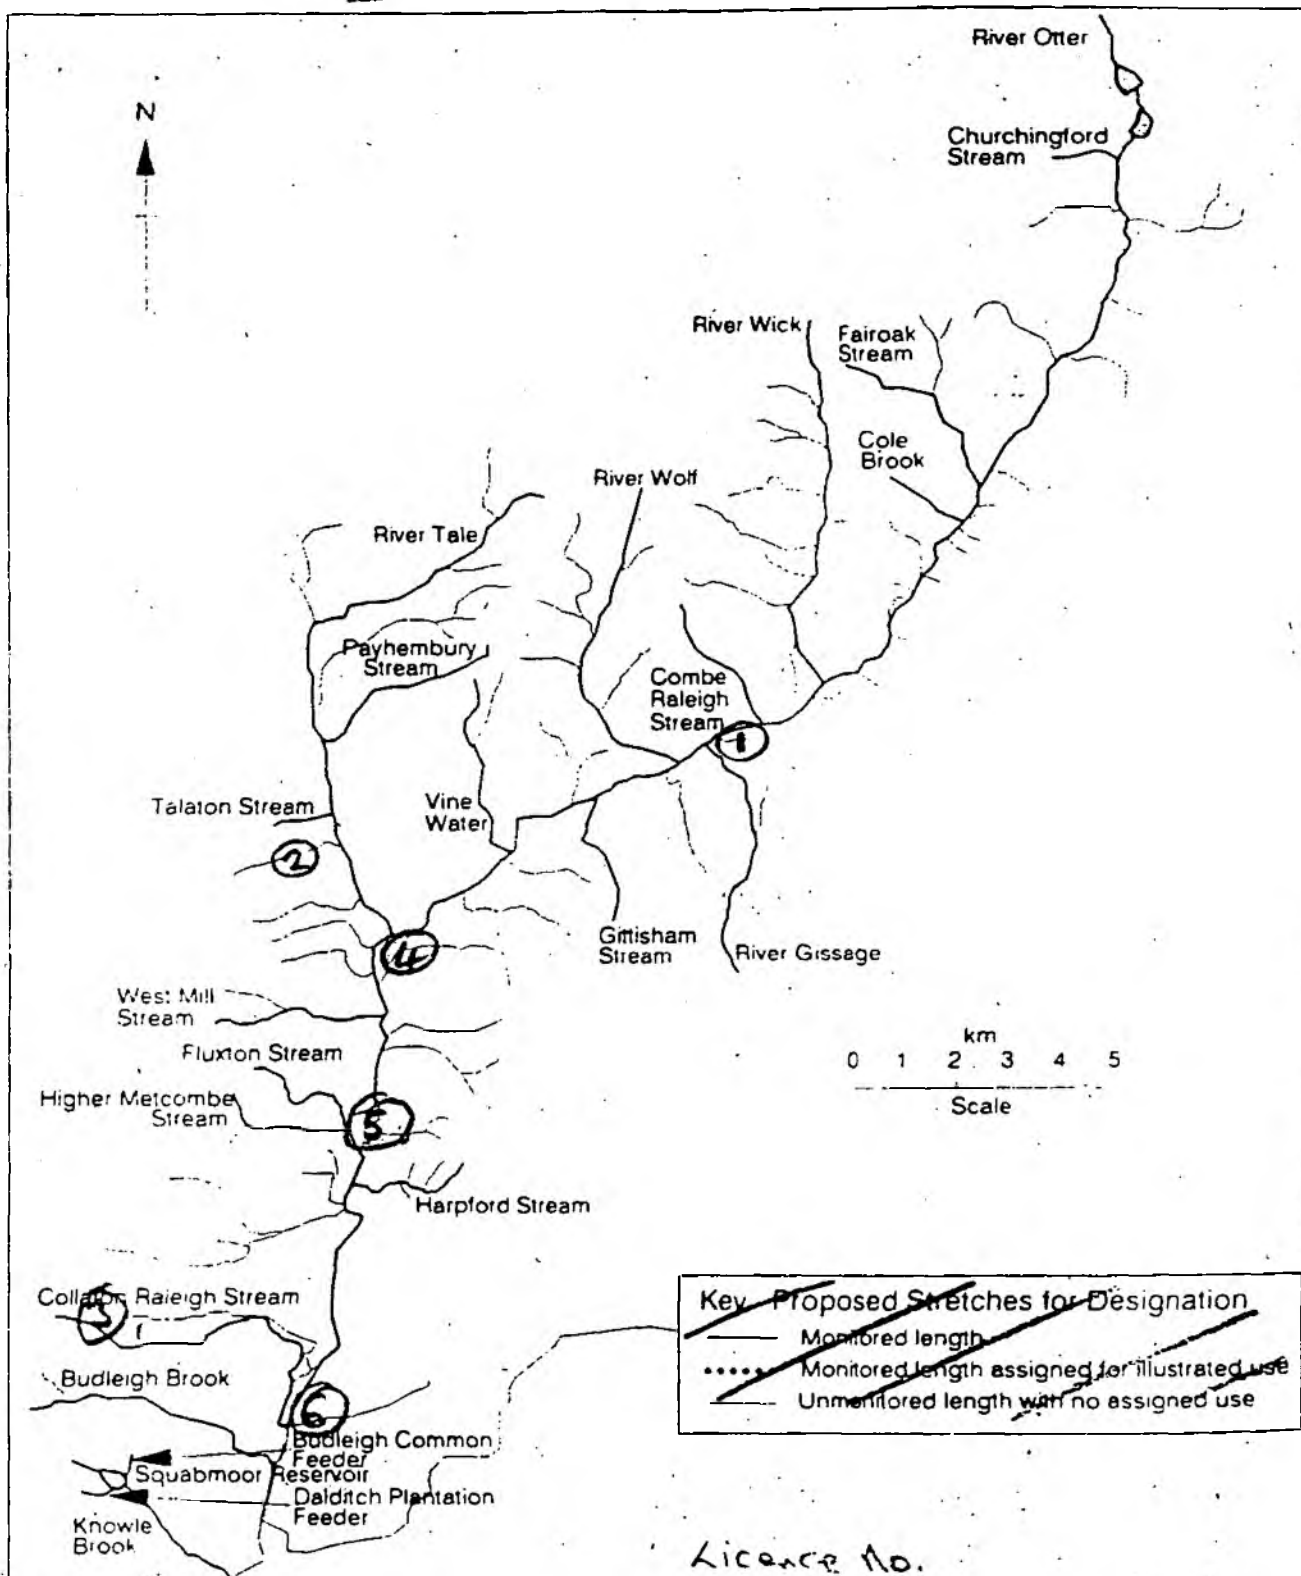 River Otter
N
Churchingford
Stream
River Wick
Fairoak
Stream
Cole
Brook
River Wolf
River Tale
Payhembury
Stream
Combe
Raleigh
Stream
1
Talaton Stream
Vine
Water
2
Gittisham
Stream
River Gissage
4
West Mill
Stream
km
0 1 2 3 4 5
Scale
Fluxton Stream
Higher Metcombe
Stream
5
Harpford Stream
Collaton Raleigh Stream
3
Key Proposed Stretches for Designation
Monitored length
Monitored length assigned for illustrated use
Unmonitored length with no assigned use
Budleigh Brook
6
Budleigh Common
Feeder
Squabmoor Reservoir
Dalditch Plantation
Feeder
Knowle
Brook
Licence No.